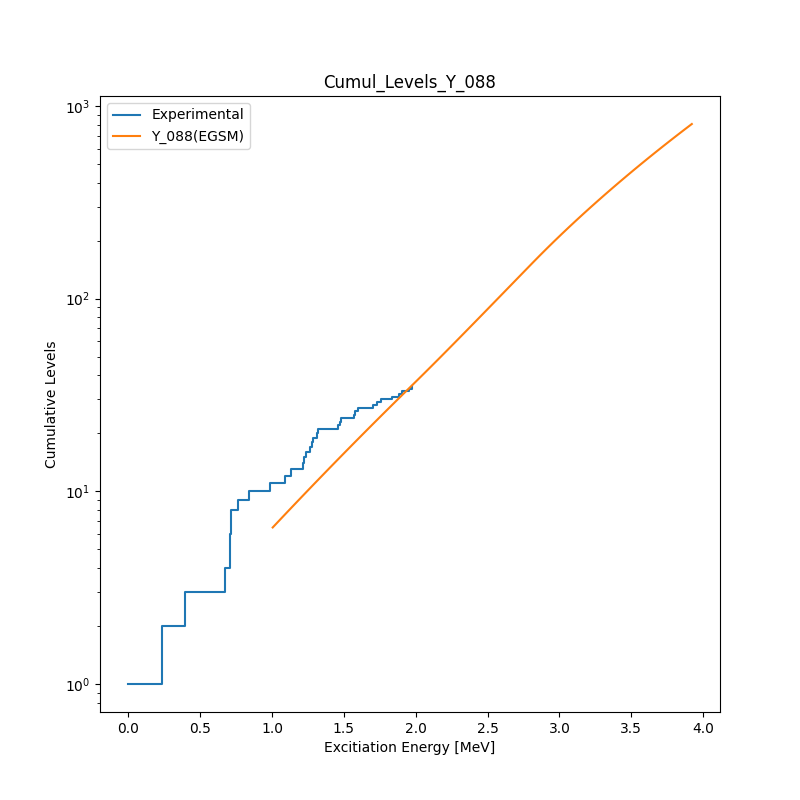 Cumul_Levels_Y_088
Experimental
Y_088(EGSM)
Cumulative Levels
10³
10²
10¹
10⁰
0.0 0.5 1.0 1.5 2.0 2.5 3.0 3.5 4.0
Excitiation Energy [MeV]